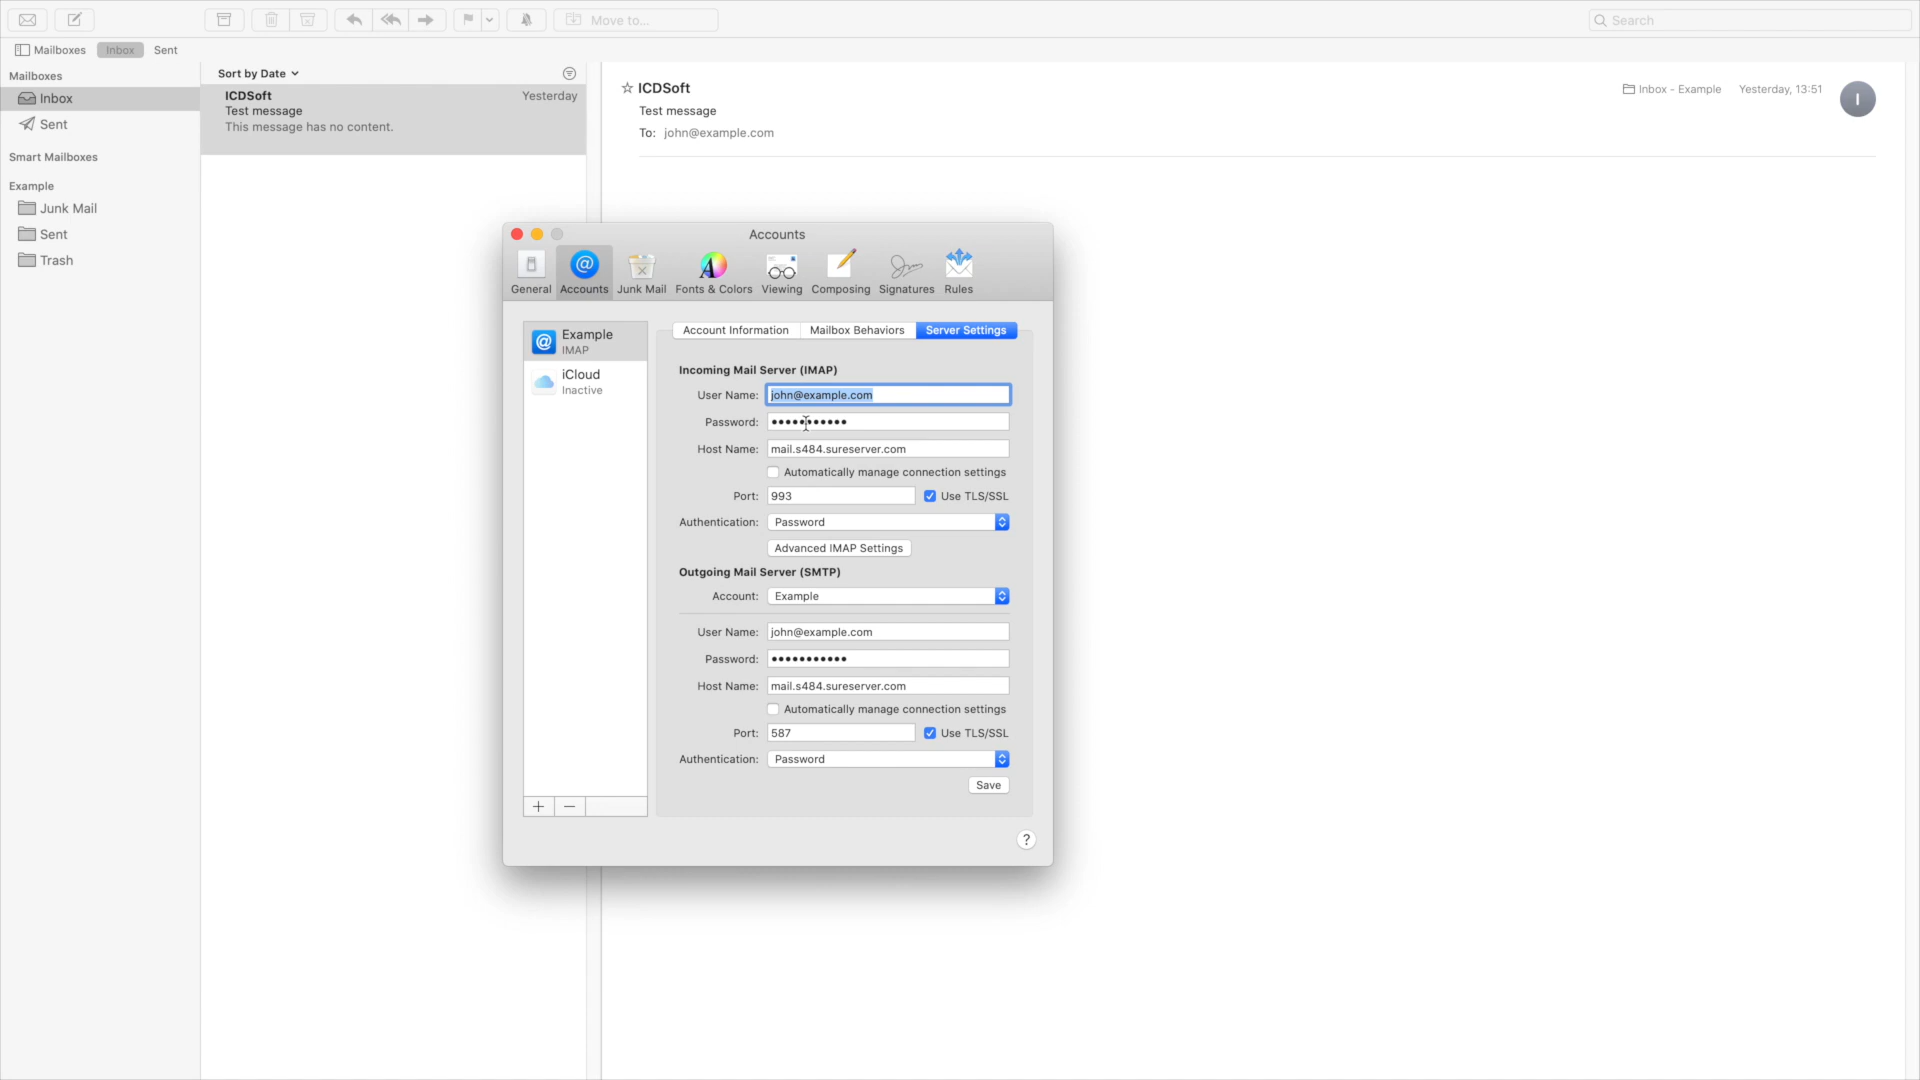 Move to...
Search
Mailboxes Inbox Sent
Mailboxes
Inbox
Sent
Smart Mailboxes
Example
Junk Mail
Sent
Trash
Sort by Date
ICDSoft Yesterday
Test message
This message has no content.
ICDSoft
Inbox - Example Yesterday, 13:51
I
Test message
To: john@example.com
Accounts
General Accounts Junk Mail Fonts & Colors Viewing Composing Signatures Rules
Example
IMAP
iCloud
Inactive
Account Information Mailbox Behaviors Server Settings
Incoming Mail Server (IMAP)
User Name: john@example.com
Password: •••••••••••
Host Name: mail.s484.sureserver.com
Automatically manage connection settings
Port: 993 Use TLS/SSL
Authentication: Password
Advanced IMAP Settings
Outgoing Mail Server (SMTP)
Account: Example
User Name: john@example.com
Password: •••••••••••
Host Name: mail.s484.sureserver.com
Automatically manage connection settings
Port: 587 Use TLS/SSL
Authentication: Password
Save
?